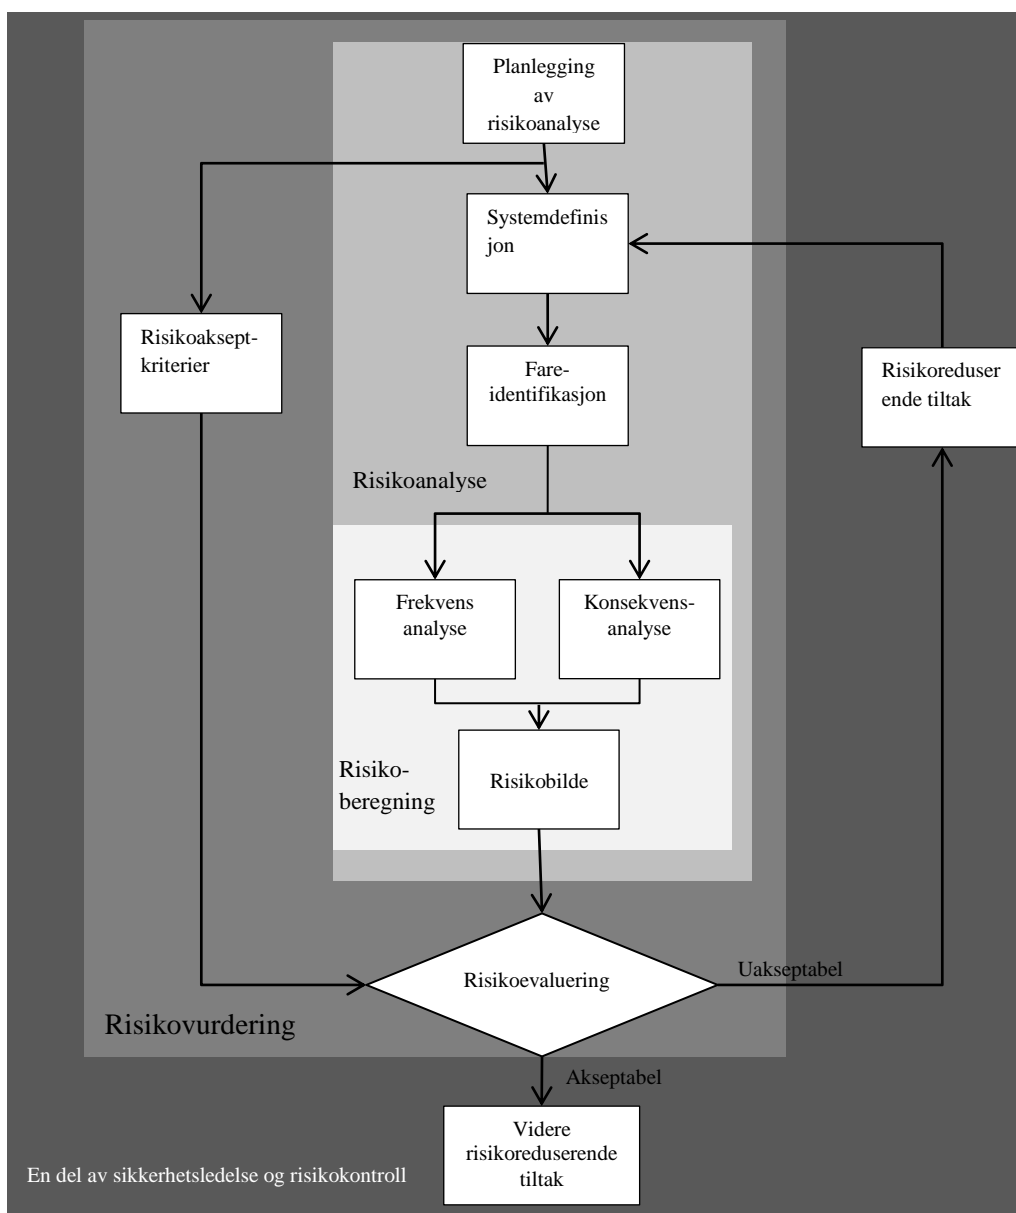 Planlegging
av
risikoanalyse
Systemdefinis
jon
Risikoaksept-
kriterier
Fare-
identifikasjon
Risikoreduser
ende tiltak
Risikoanalyse
Frekvens
analyse
Konsekvens-
analyse
Risiko-
beregning
Risikobilde
Risikoevaluering
Uakseptabel
Risikovurdering
Akseptabel
Videre
risikoreduserende
tiltak
En del av sikkerhetsledelse og risikokontroll